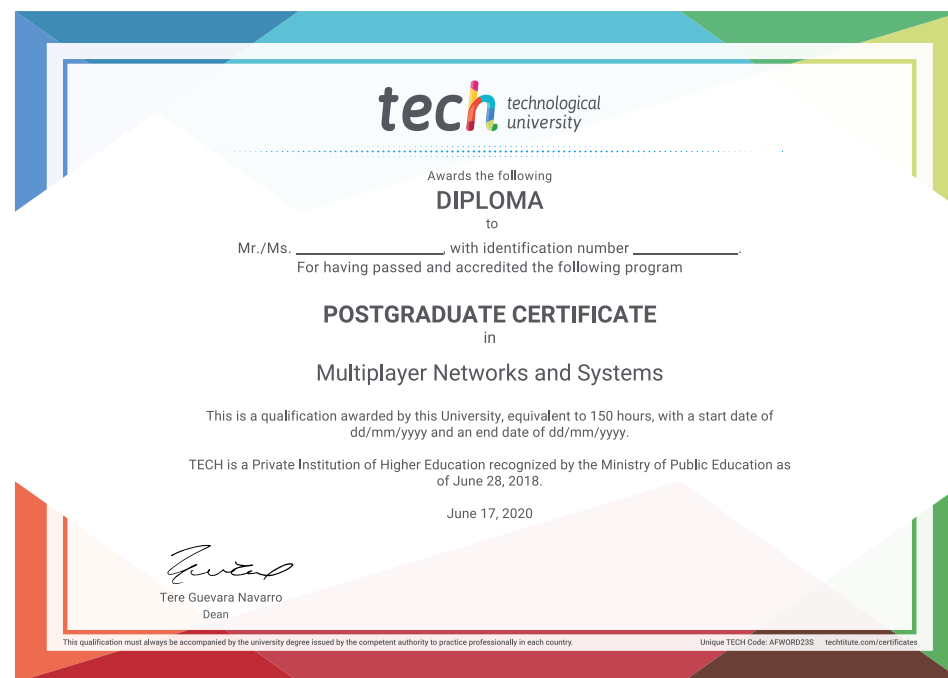 tech technological
university
Awards the following
DIPLOMA
to
Mr./Ms. ____________________, with identification number ______________.
For having passed and accredited the following program
POSTGRADUATE CERTIFICATE
in
Multiplayer Networks and Systems
This is a qualification awarded by this University, equivalent to 150 hours, with a start date of
dd/mm/yyyy and an end date of dd/mm/yyyy.
TECH is a Private Institution of Higher Education recognized by the Ministry of Public Education as
of June 28, 2018.
June 17, 2020
Tere Guevara Navarro
Dean
This qualification must always be accompanied by the university degree issued by the competent authority to practice professionally in each country. Unique TECH Code: AFWORD23S techtitute.com/certificates